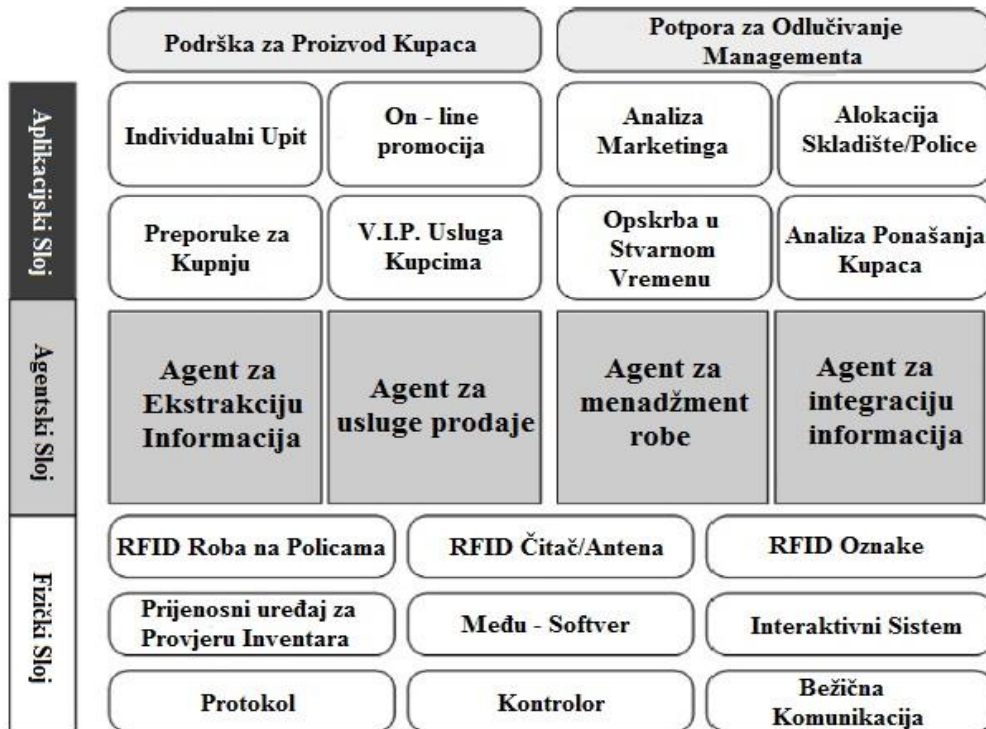 Podrška za Proizvod Kupaca
Potpora za Odlučivanje
Managementa
Aplikacijski Sloj
Individualni Upit
On - line
promocija
Analiza
Marketinga
Alokacija
Skladište/Police
Preporuke za
Kupnju
V.I.P. Usluga
Kupcima
Opskrba u
Stvarnom
Vremenu
Analiza Ponašanja
Kupaca
Agentski Sloj
Agent za
Ekstrakciju
Informacija
Agent za
usluge prodaje
Agent za
menadžment
robe
Agent za
integraciju
informacija
Fizički Sloj
RFID Roba na Policama
RFID Čitač/Antena
RFID Oznake
Prijenosni uređaj za
Provjeru Inventara
Među - Softver
Interaktivni Sistem
Protokol
Kontrolor
Bežična
Komunikacija